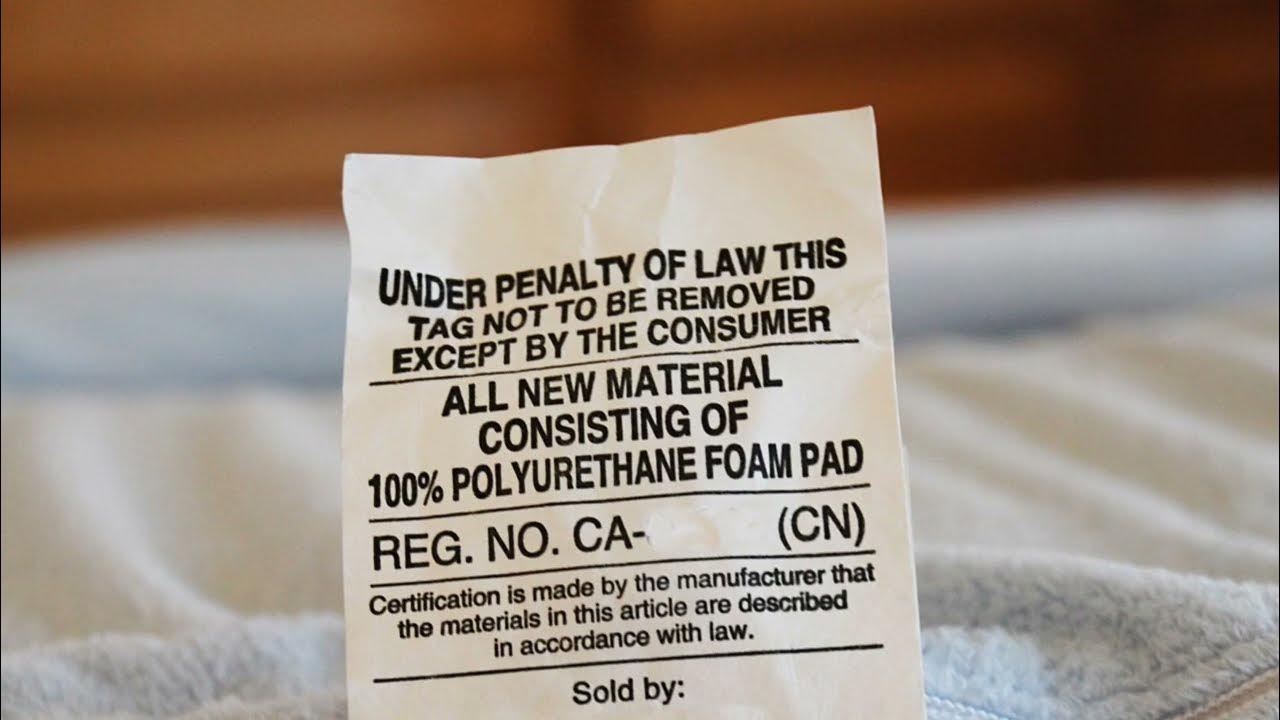 UNDER PENALTY OF LAW THIS
TAG NOT TO BE REMOVED
EXCEPT BY THE CONSUMER
ALL NEW MATERIAL
CONSISTING OF
100% POLYURETHANE FOAM PAD
REG. NO. CA- (CN)
Certification is made by the manufacturer that
the materials in this article are described
in accordance with law.
Sold by: